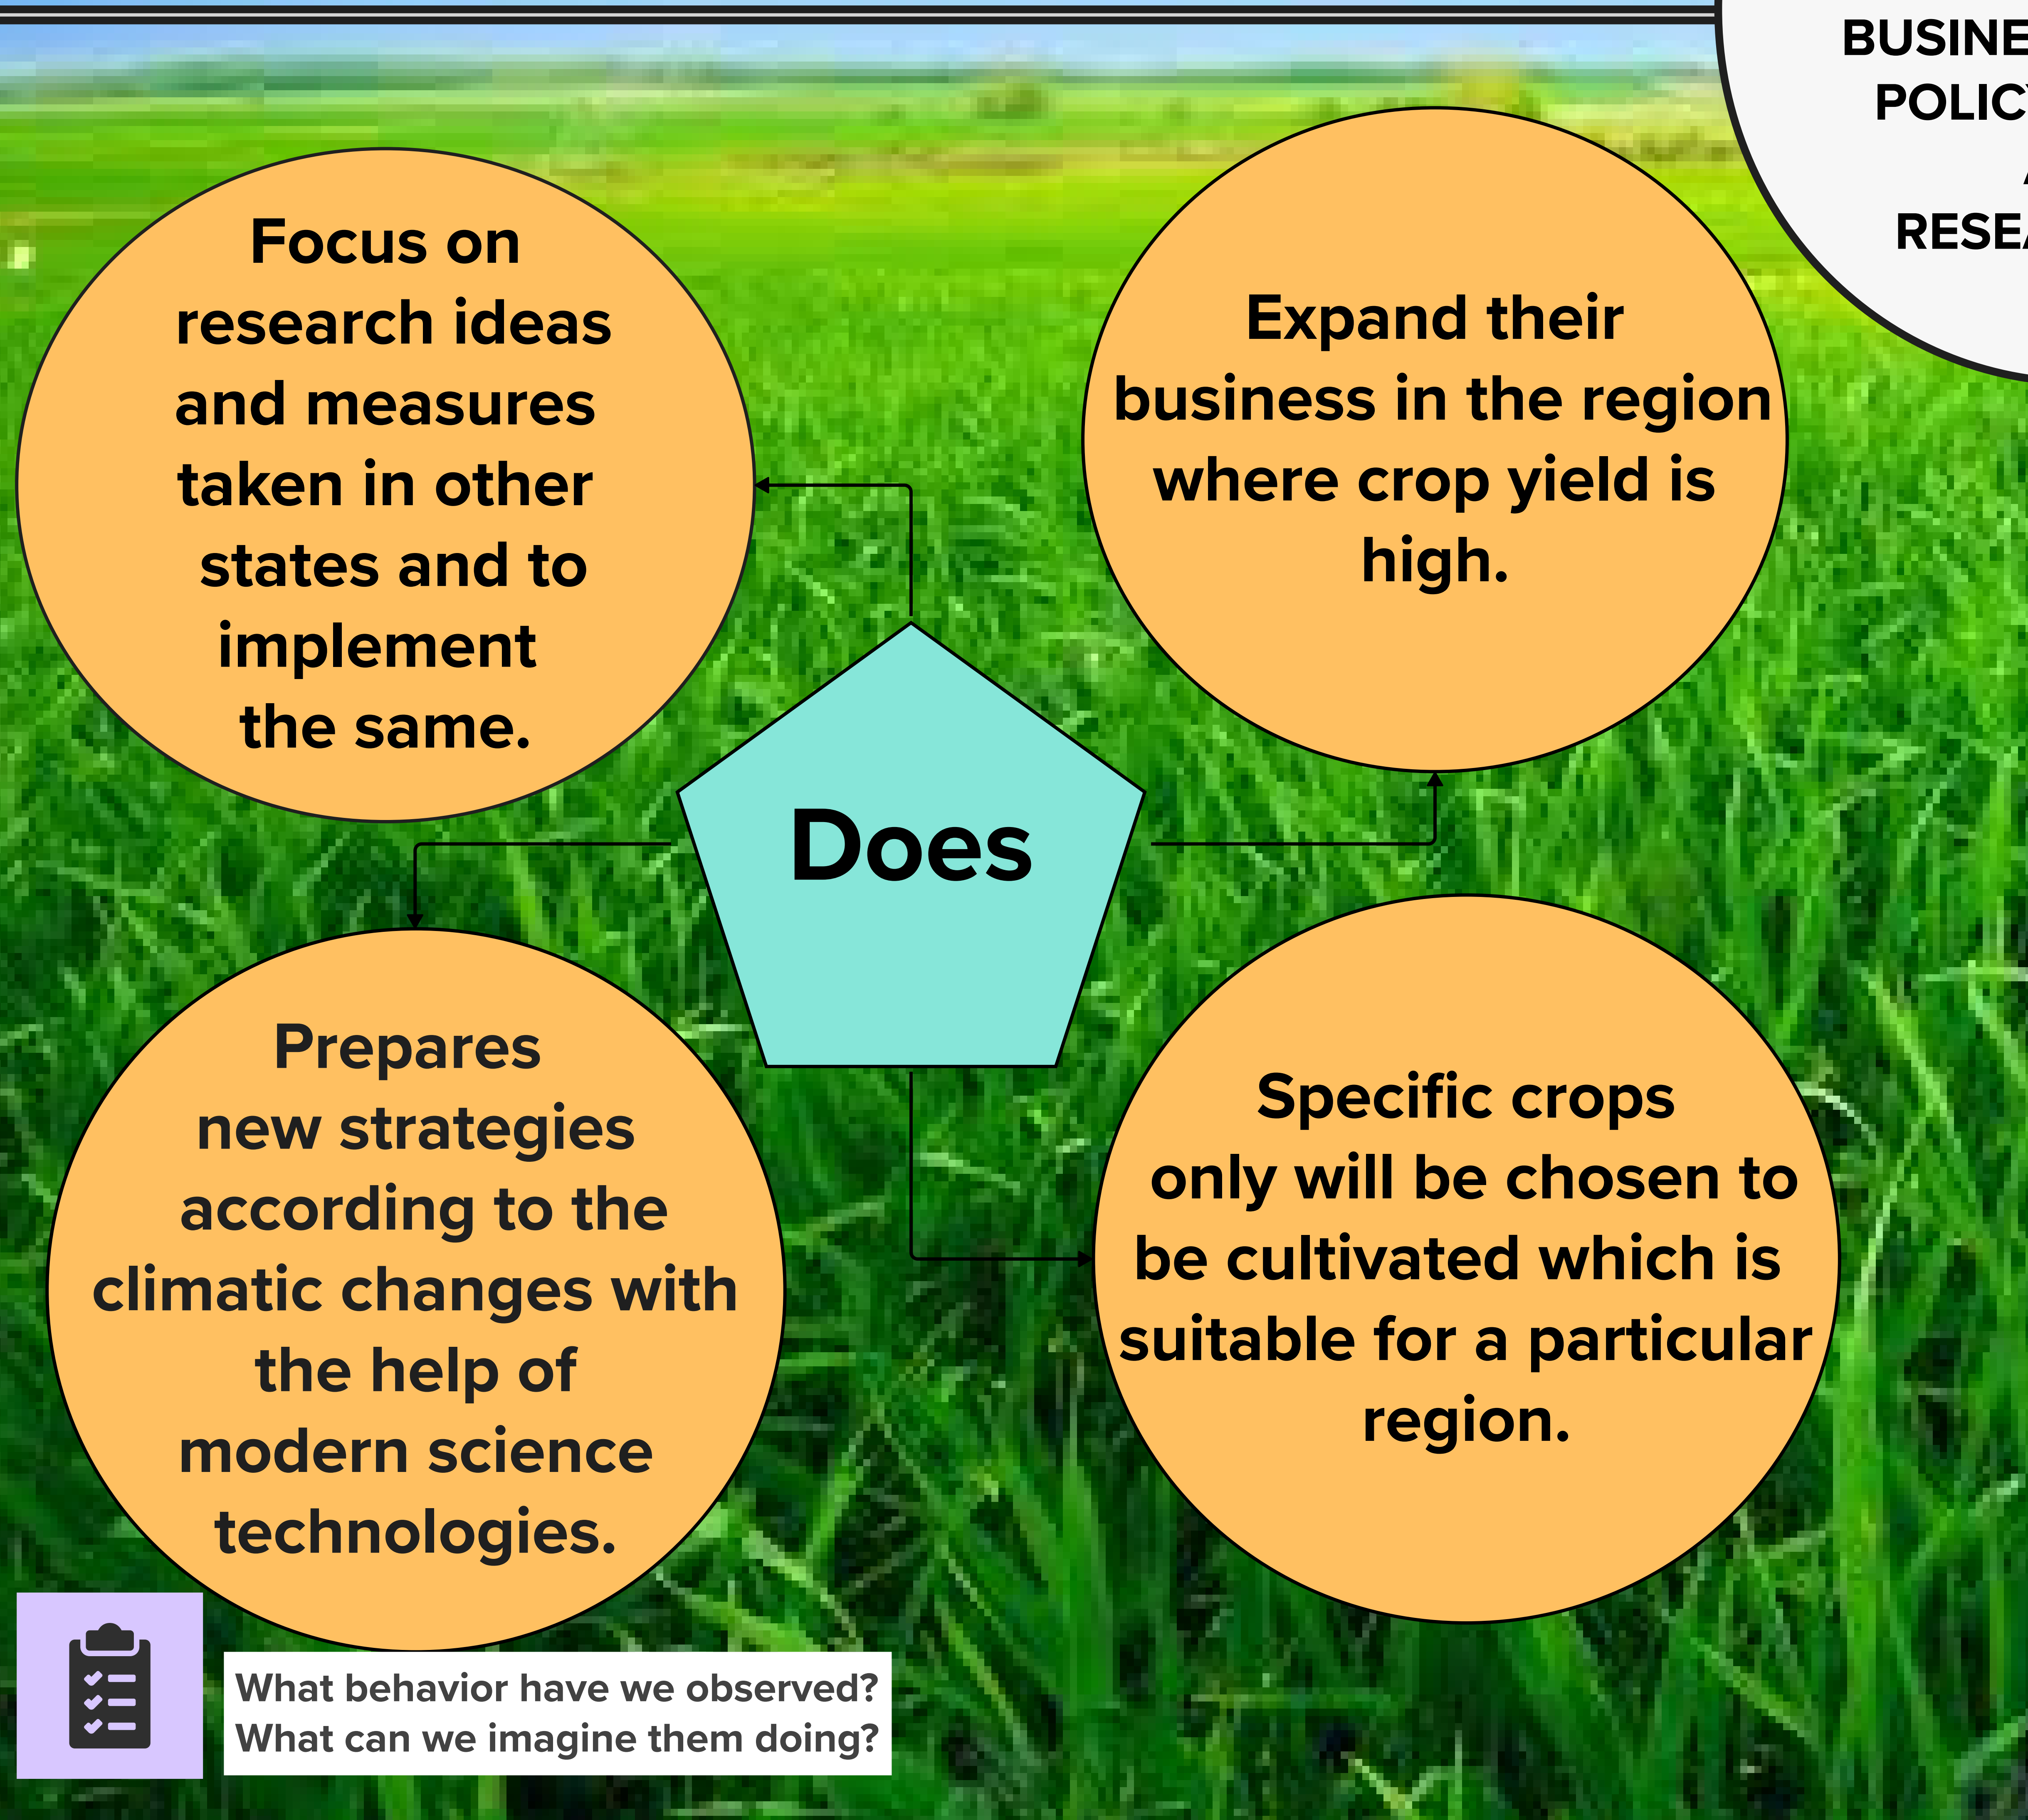 Focus on
research ideas
and measures
taken in other
states and to
implement
the same.
Expand their
business in the region
where crop yield is
high.
Does
Prepares
new strategies
according to the
climatic changes with
the help of
modern science
technologies.
Specific crops
only will be chosen to
be cultivated which is
suitable for a particular
region.
What behavior have we observed?
What can we imagine them doing?